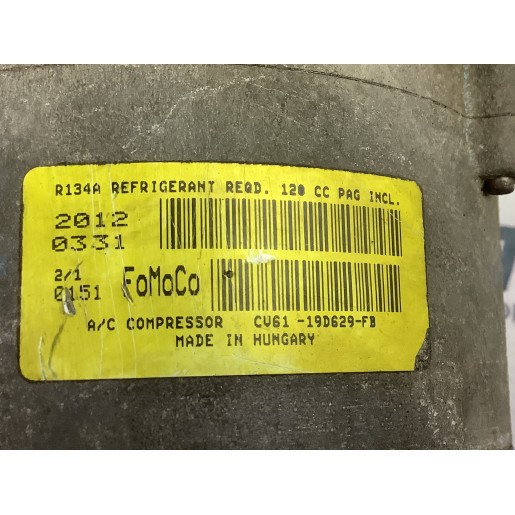 R134A REFRIGERANT REQD. 120 CC PAG INCL.
2012
0331
2/1
0151 FoMoCo
A/C COMPRESSOR CV61 -19D629-FB
MADE IN HUNGARY